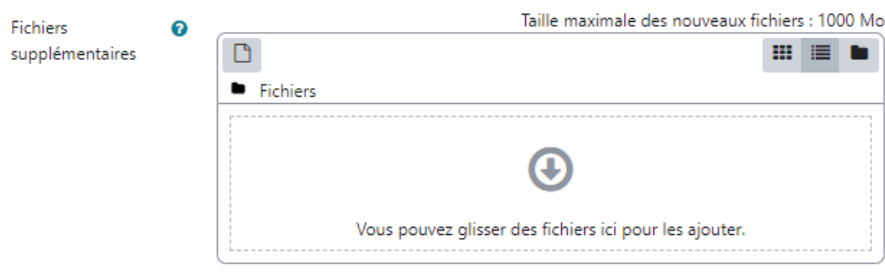 Taille maximale des nouveaux fichiers : 1000 Mo
Fichiers
supplémentaires
Fichiers
Vous pouvez glisser des fichiers ici pour les ajouter.